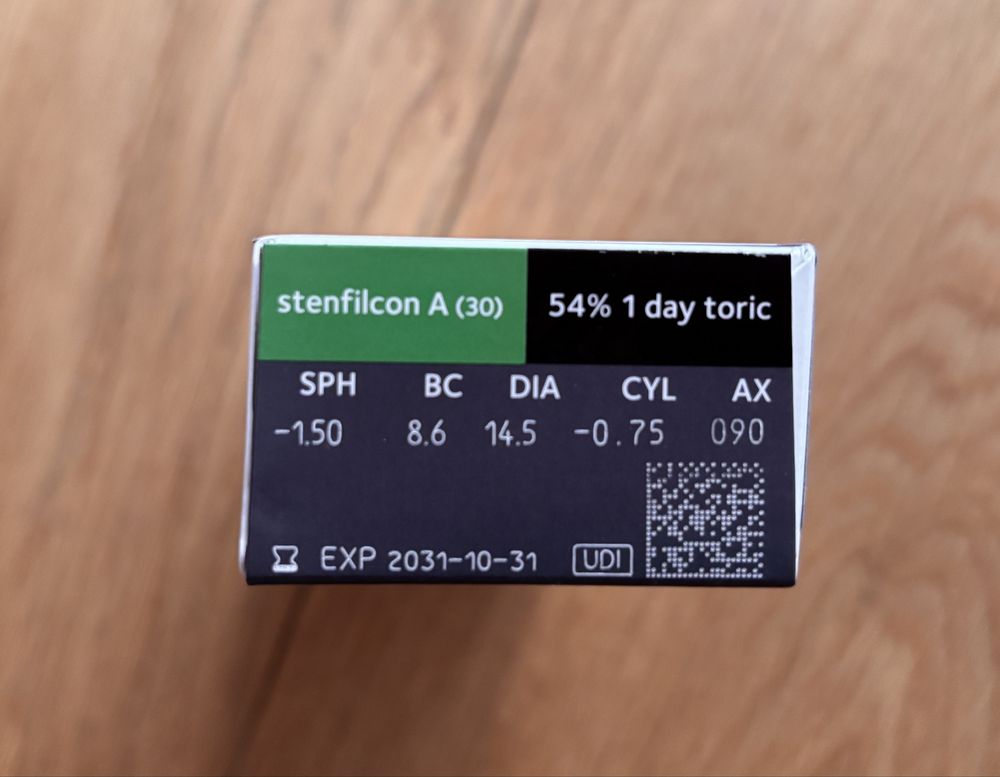 stenfilcon A (30) 54% 1 day toric
SPH BC DIA CYL AX
-1.50 8.6 14.5 -0.75 090
EXP 2031-10-31 UDI